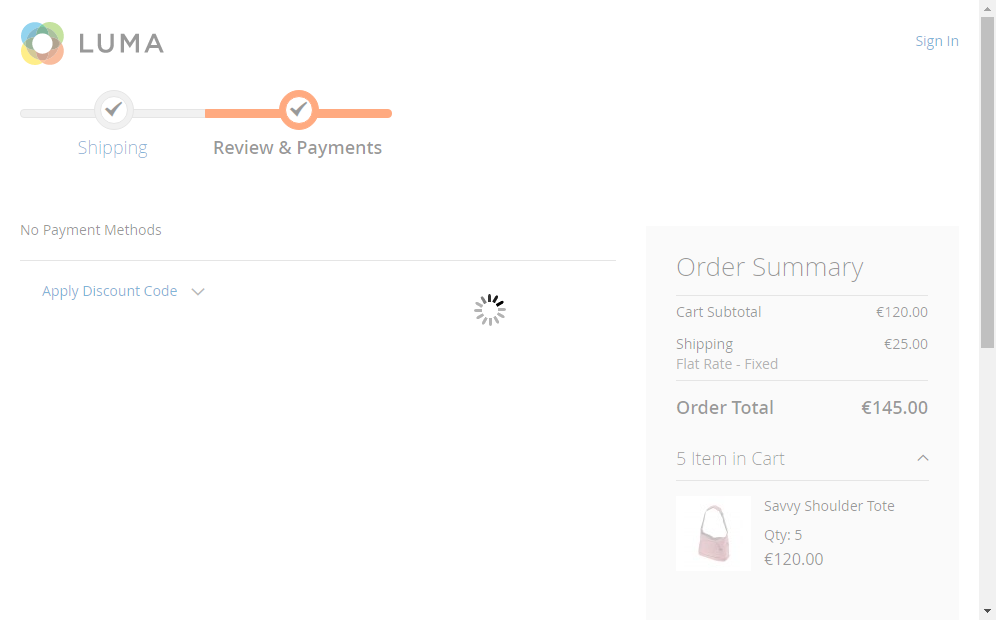 LUMA
Sign In
Shipping
Review & Payments
No Payment Methods
Apply Discount Code
Order Summary
Cart Subtotal €120.00
Shipping €25.00
Flat Rate - Fixed
Order Total €145.00
5 Item in Cart
Savvy Shoulder Tote
Qty: 5
€120.00